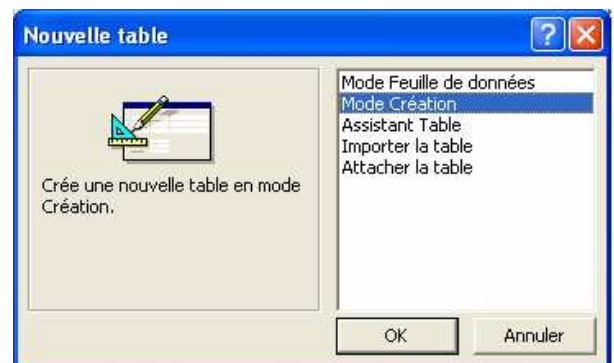 Nouvelle table
Mode Feuille de données
Mode Création
Assistant Table
Importer la table
Attacher la table
Crée une nouvelle table en mode
Création.
OK
Annuler